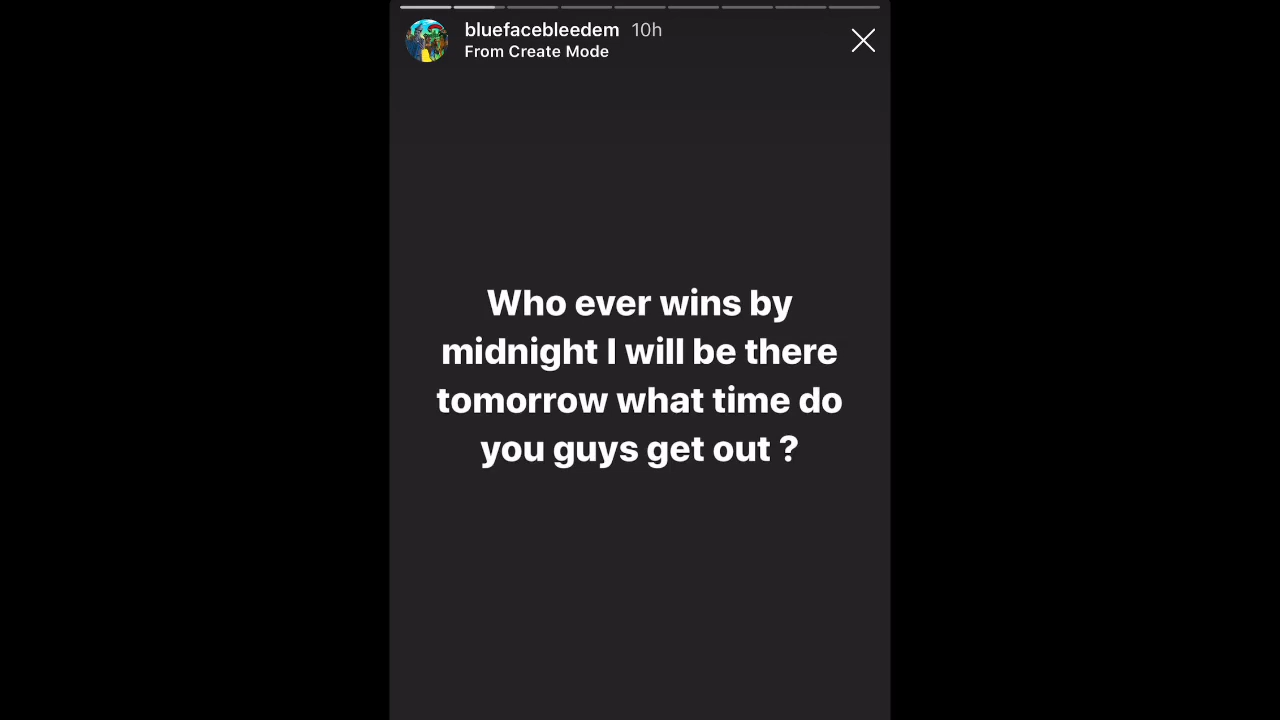 bluefacebleedem 10h
From Create Mode
Who ever wins by
midnight I will be there
tomorrow what time do
you guys get out ?